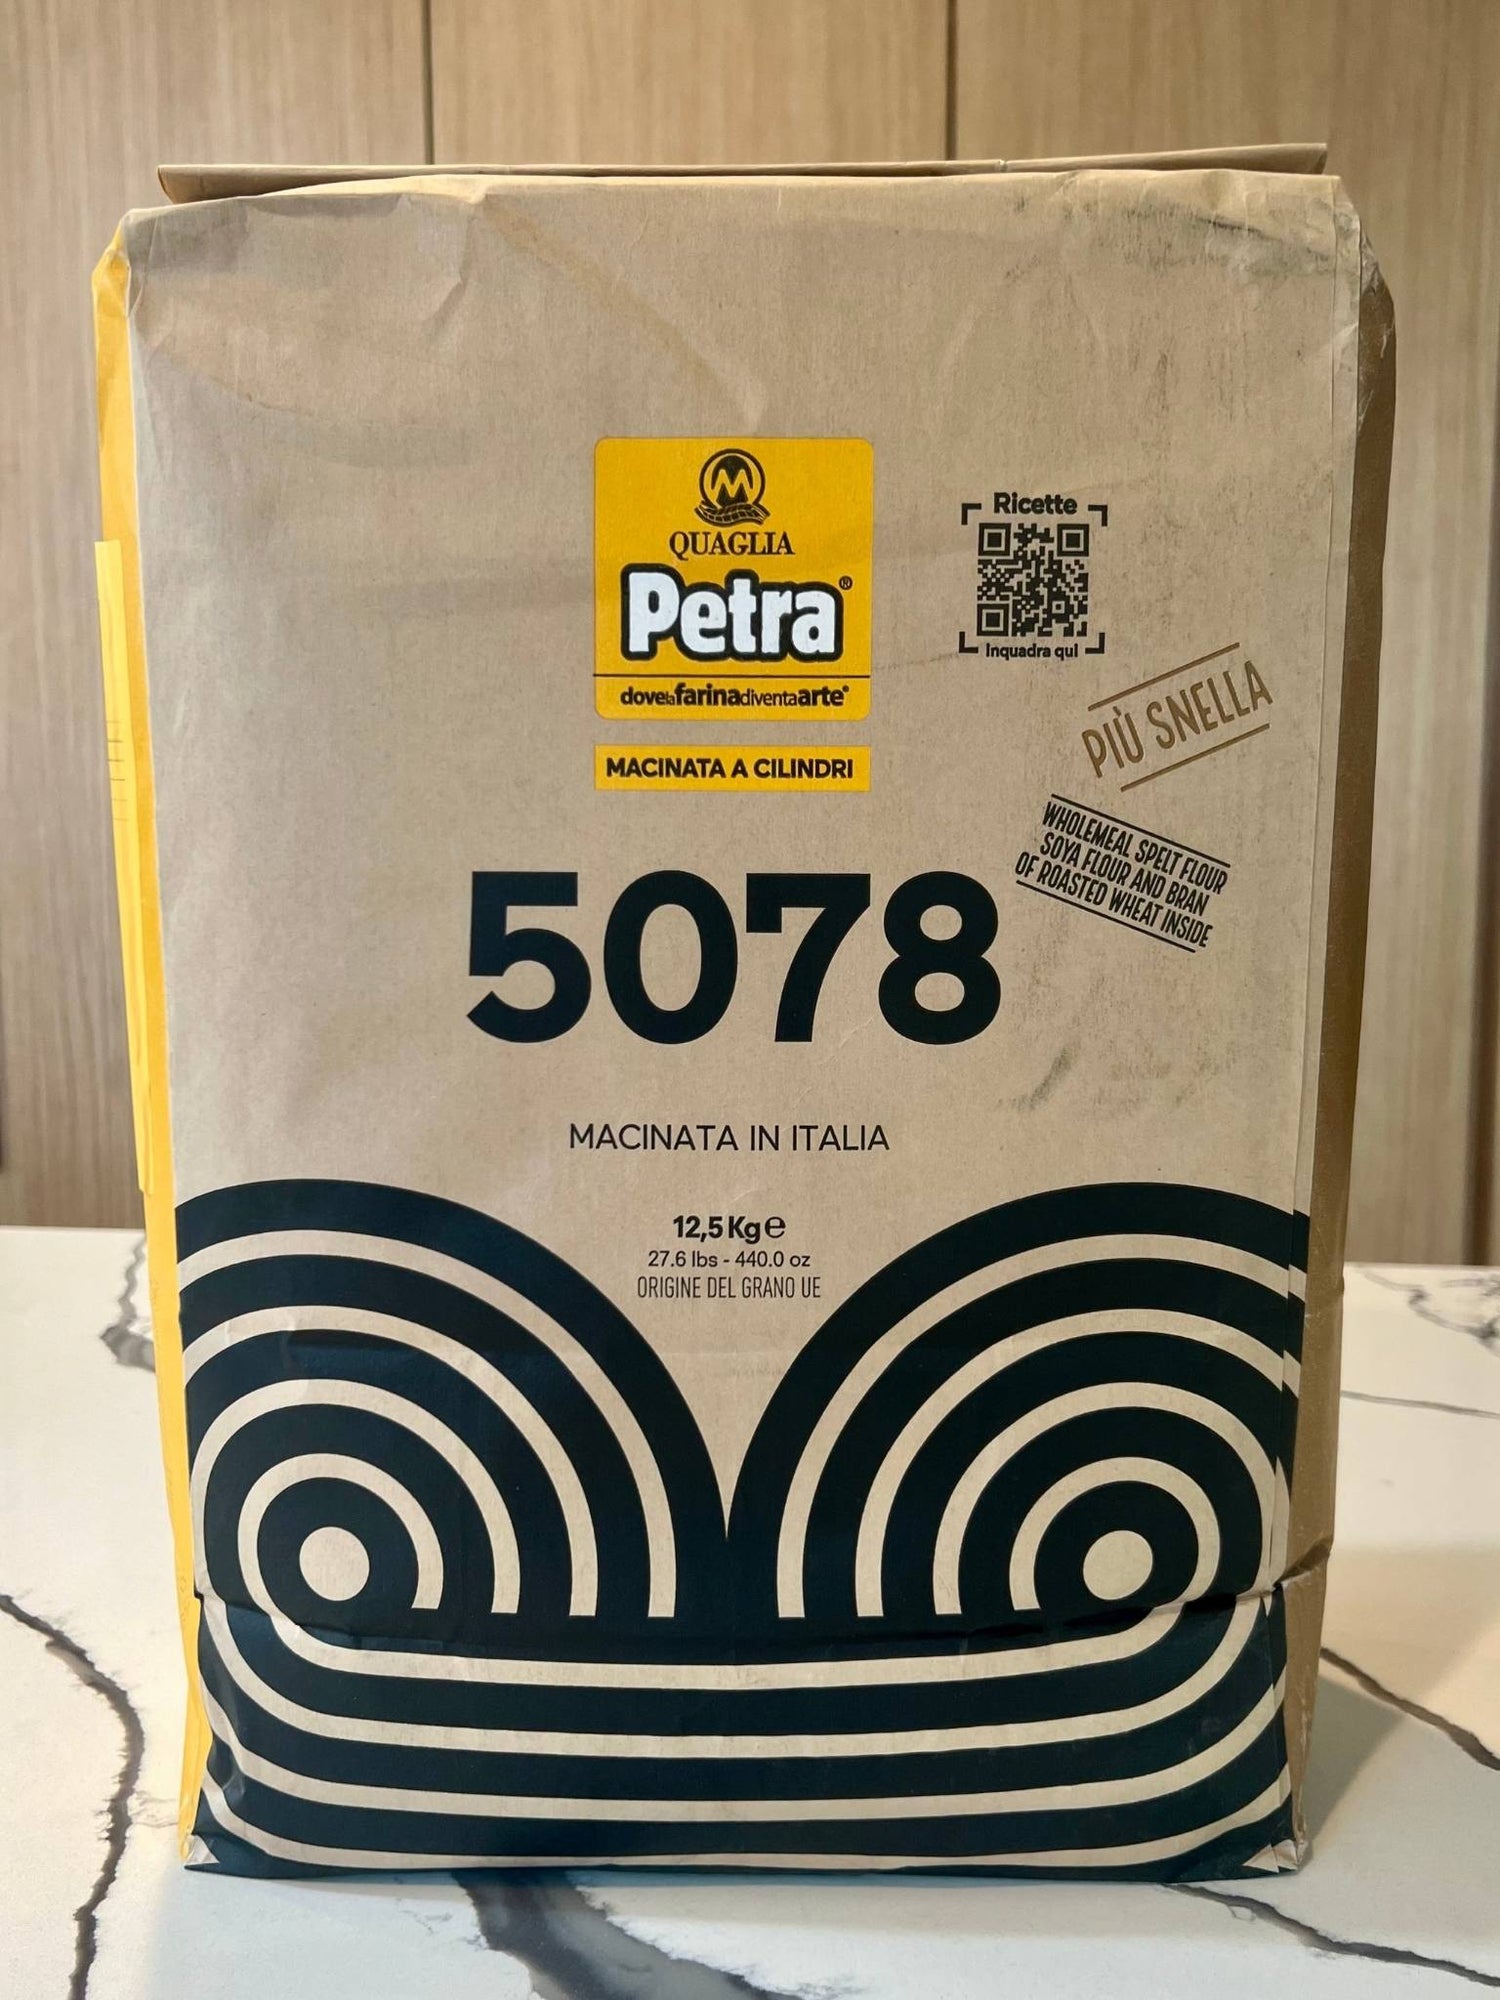 QUAGLIA
Petra®
dovelafarinadiventaarte®
MACINATA A CILINDRI
Ricette
Inquadra qui
PIÙ SNELLA
WHOLEMEAL SPELT FLOUR
SOYA FLOUR AND BRAN
OF ROASTED WHEAT INSIDE
5078
MACINATA IN ITALIA
12,5 Kg ℮
27.6 lbs - 440.0 oz
ORIGINE DEL GRANO UE